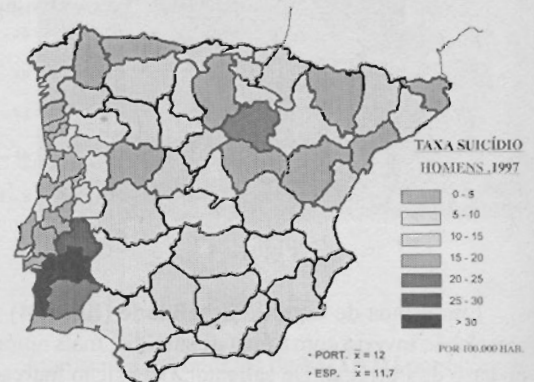 TAXA SUICÍDIO
HOMENS .1997
0 - 5
5 - 10
10 - 15
15 - 20
20 - 25
25 - 30
> 30
POR 100.000 HAB.
• PORT. x̄ = 12
• ESP. x̄ = 11,7